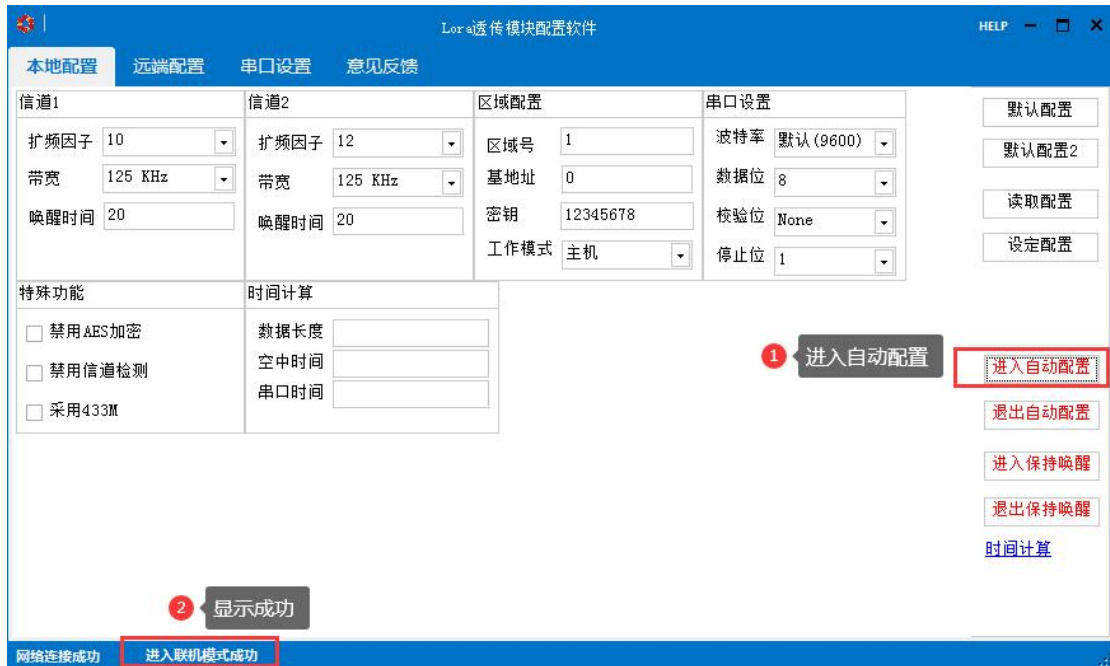 Lora透传模块配置软件
HELP
本地配置 远端配置 串口设置 意见反馈
信道1
扩频因子 10
带宽 125 KHz
唤醒时间 20
信道2
扩频因子 12
带宽 125 KHz
唤醒时间 20
区域配置
区域号 1
基地址 0
密钥 12345678
工作模式 主机
串口设置
波特率 默认(9600)
数据位 8
校验位 None
停止位 1
默认配置
默认配置2
读取配置
设定配置
特殊功能
禁用AES加密
禁用信道检测
采用433M
时间计算
数据长度
空中时间
串口时间
1 进入自动配置
进入自动配置
退出自动配置
进入保持唤醒
退出保持唤醒
时间计算
2 显示成功
网络连接成功 进入联机模式成功